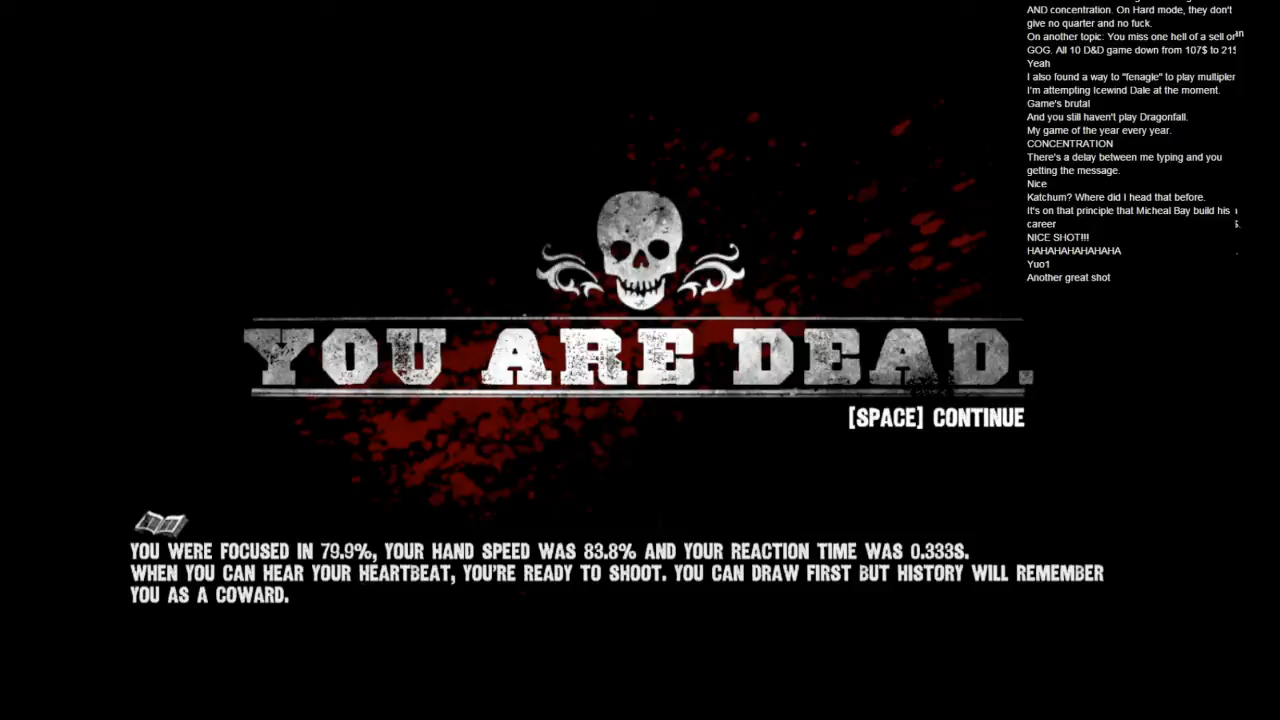 AND concentration. On Hard mode, they don't
give no quarter and no fuck.
On another topic: You miss one hell of a sell or
GOG. All 10 D&D game down from 107$ to 21$
Yeah
I also found a way to "fenagle" to play multipler
I'm attempting Icewind Dale at the moment.
Game's brutal
And you still haven't play Dragonfall.
My game of the year every year.
CONCENTRATION
There's a delay between me typing and you
getting the message.
Nice
Katchum? Where did I head that before.
It's on that principle that Micheal Bay build his
career
NICE SHOT!!!
HAHAHAHAHAHAHA
Yuo1
Another great shot
YOU ARE DEAD.
[SPACE] CONTINUE
YOU WERE FOCUSED IN 79.9%, YOUR HAND SPEED WAS 83.8% AND YOUR REACTION TIME WAS 0.333S.
WHEN YOU CAN HEAR YOUR HEARTBEAT, YOU'RE READY TO SHOOT. YOU CAN DRAW FIRST BUT HISTORY WILL REMEMBER
YOU AS A COWARD.